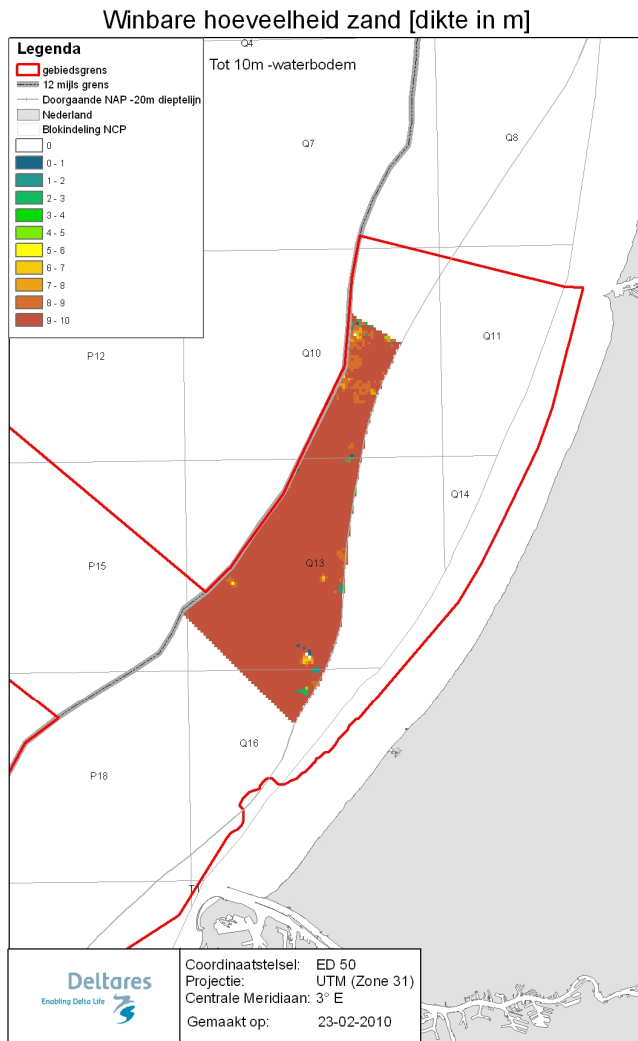 Winbare hoeveelheid zand [dikte in m]
Legenda
gebiedsgrens
12 mijls grens
Doorgaande NAP -20m dieptelijn
Nederland
Blokindeling NCP
0
0 - 1
1 - 2
2 - 3
3 - 4
4 - 5
5 - 6
6 - 7
7 - 8
8 - 9
9 - 10
Q4
Tot 10m -waterbodem
Q7
Q8
P12
Q10
Q11
Q14
P15
Q13
Q16
P18
T1
Deltares
Enabling Delta Life
Coordinaatstelsel: ED 50
Projectie: UTM (Zone 31)
Centrale Meridiaan: 3° E
Gemaakt op: 23-02-2010